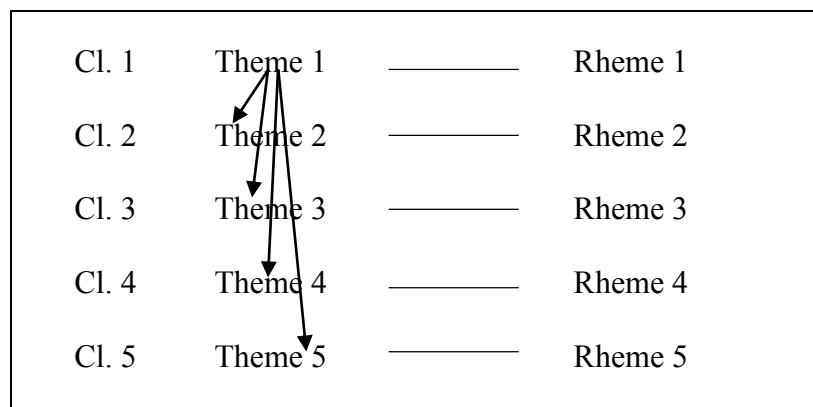 Cl. 1 Theme 1 Rheme 1
Cl. 2 Theme 2 Rheme 2
Cl. 3 Theme 3 Rheme 3
Cl. 4 Theme 4 Rheme 4
Cl. 5 Theme 5 Rheme 5